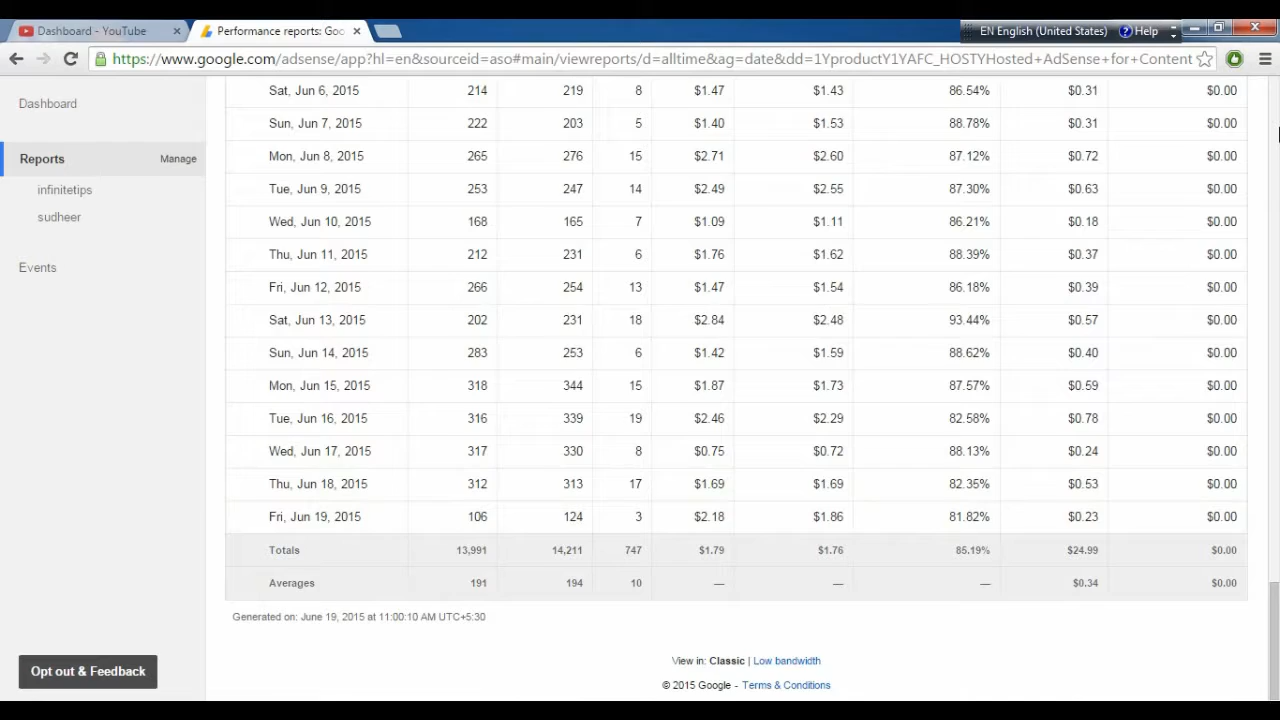 Dashboard - YouTube
Performance reports: Goo
EN English (United States) Help
https://www.google.com/adsense/app?hl=en&sourceid=aso#main/viewreports/d=alltime&ag=date&dd=1YproductY1YAFC_HOSTYHosted+AdSense+for+Content
Dashboard
Reports Manage
infinitetips
sudheer
Events
Sat, Jun 6, 2015 214 219 8 $1.47 $1.43 86.54% $0.31 $0.00
Sun, Jun 7, 2015 222 203 5 $1.40 $1.53 88.78% $0.31 $0.00
Mon, Jun 8, 2015 265 276 15 $2.71 $2.60 87.12% $0.72 $0.00
Tue, Jun 9, 2015 253 247 14 $2.49 $2.55 87.30% $0.63 $0.00
Wed, Jun 10, 2015 168 165 7 $1.09 $1.11 86.21% $0.18 $0.00
Thu, Jun 11, 2015 212 231 6 $1.76 $1.62 88.39% $0.37 $0.00
Fri, Jun 12, 2015 266 254 13 $1.47 $1.54 86.18% $0.39 $0.00
Sat, Jun 13, 2015 202 231 18 $2.84 $2.48 93.44% $0.57 $0.00
Sun, Jun 14, 2015 283 253 6 $1.42 $1.59 88.62% $0.40 $0.00
Mon, Jun 15, 2015 318 344 15 $1.87 $1.73 87.57% $0.59 $0.00
Tue, Jun 16, 2015 316 339 19 $2.46 $2.29 82.58% $0.78 $0.00
Wed, Jun 17, 2015 317 330 8 $0.75 $0.72 88.13% $0.24 $0.00
Thu, Jun 18, 2015 312 313 17 $1.69 $1.69 82.35% $0.53 $0.00
Fri, Jun 19, 2015 106 124 3 $2.18 $1.86 81.82% $0.23 $0.00
Totals 13,991 14,211 747 $1.79 $1.76 85.19% $24.99 $0.00
Averages 191 194 10 — — — $0.34 $0.00
Generated on: June 19, 2015 at 11:00:10 AM UTC+5:30
Opt out & Feedback
View in: Classic | Low bandwidth
© 2015 Google - Terms & Conditions